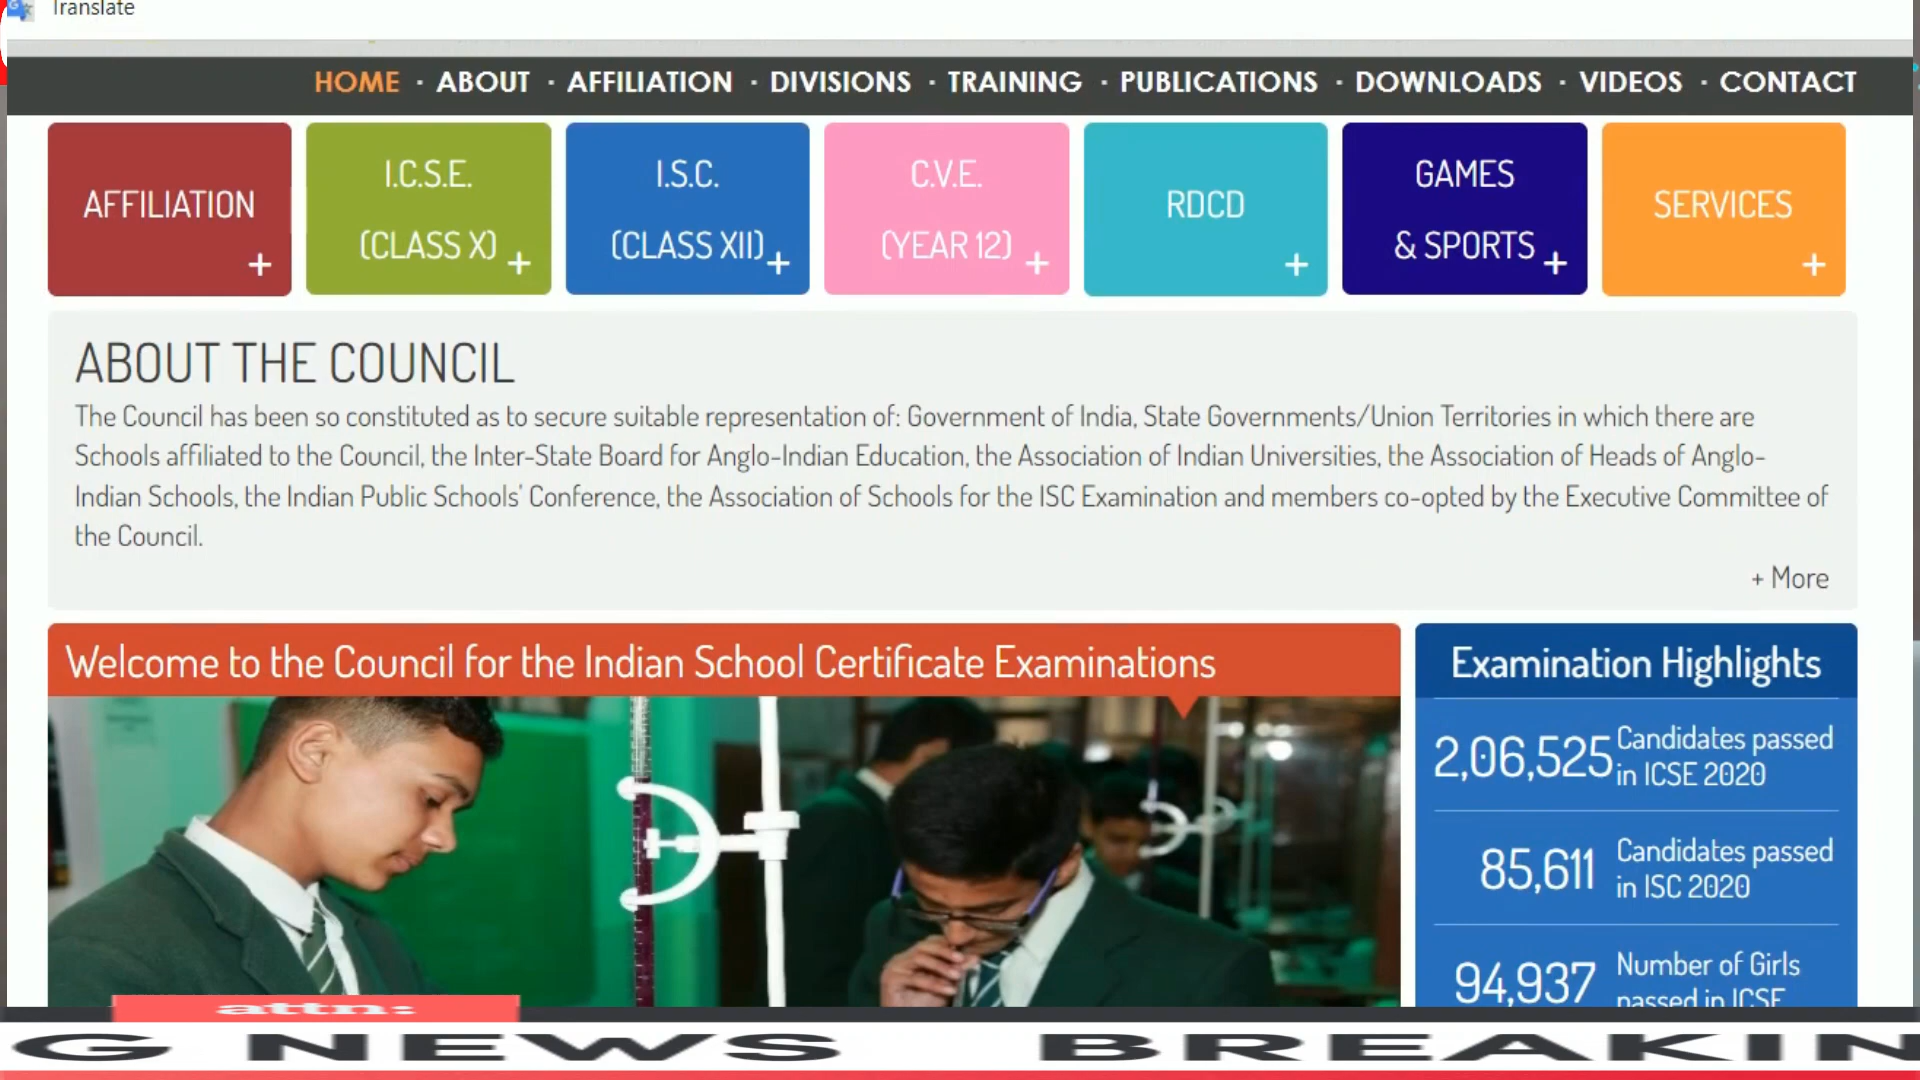 Translate
HOME · ABOUT · AFFILIATION · DIVISIONS · TRAINING · PUBLICATIONS · DOWNLOADS · VIDEOS · CONTACT
AFFILIATION
+
I.C.S.E.
(CLASS X) +
I.S.C.
(CLASS XII) +
C.V.E.
(YEAR 12) +
RDCD
+
GAMES
& SPORTS +
SERVICES
+
ABOUT THE COUNCIL
The Council has been so constituted as to secure suitable representation of: Government of India, State Governments/Union Territories in which there are
Schools affiliated to the Council, the Inter-State Board for Anglo-Indian Education, the Association of Indian Universities, the Association of Heads of Anglo-
Indian Schools, the Indian Public Schools' Conference, the Association of Schools for the ISC Examination and members co-opted by the Executive Committee of
the Council.
+ More
Welcome to the Council for the Indian School Certificate Examinations
Examination Highlights
2,06,525 Candidates passed
in ICSE 2020
85,611 Candidates passed
in ISC 2020
94,937 Number of Girls
passed in ICSE
attn:
G NEWS BREAKIN